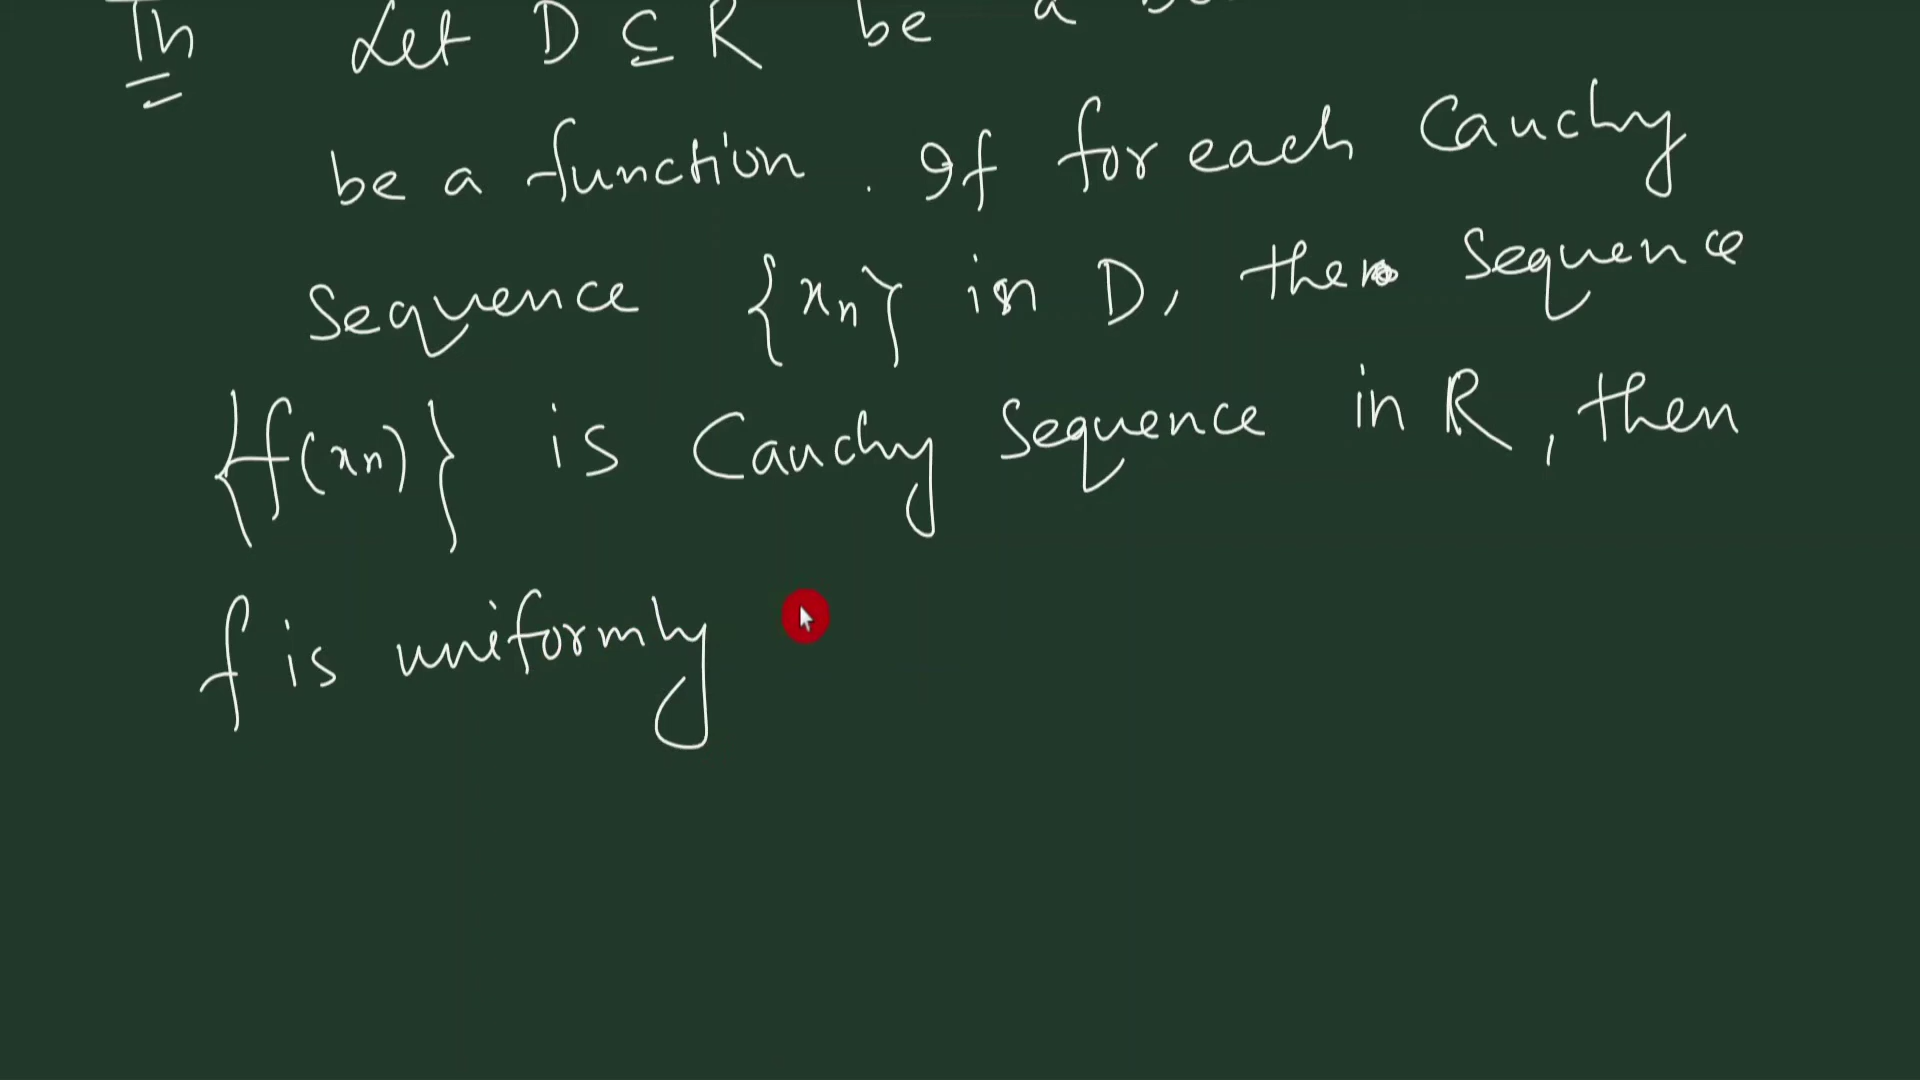 Th Let D ⊆ R be a
be a function. If for each Cauchy
sequence {xn} in D, the sequence
{f(xn)} is Cauchy sequence in R, then
f is uniformly